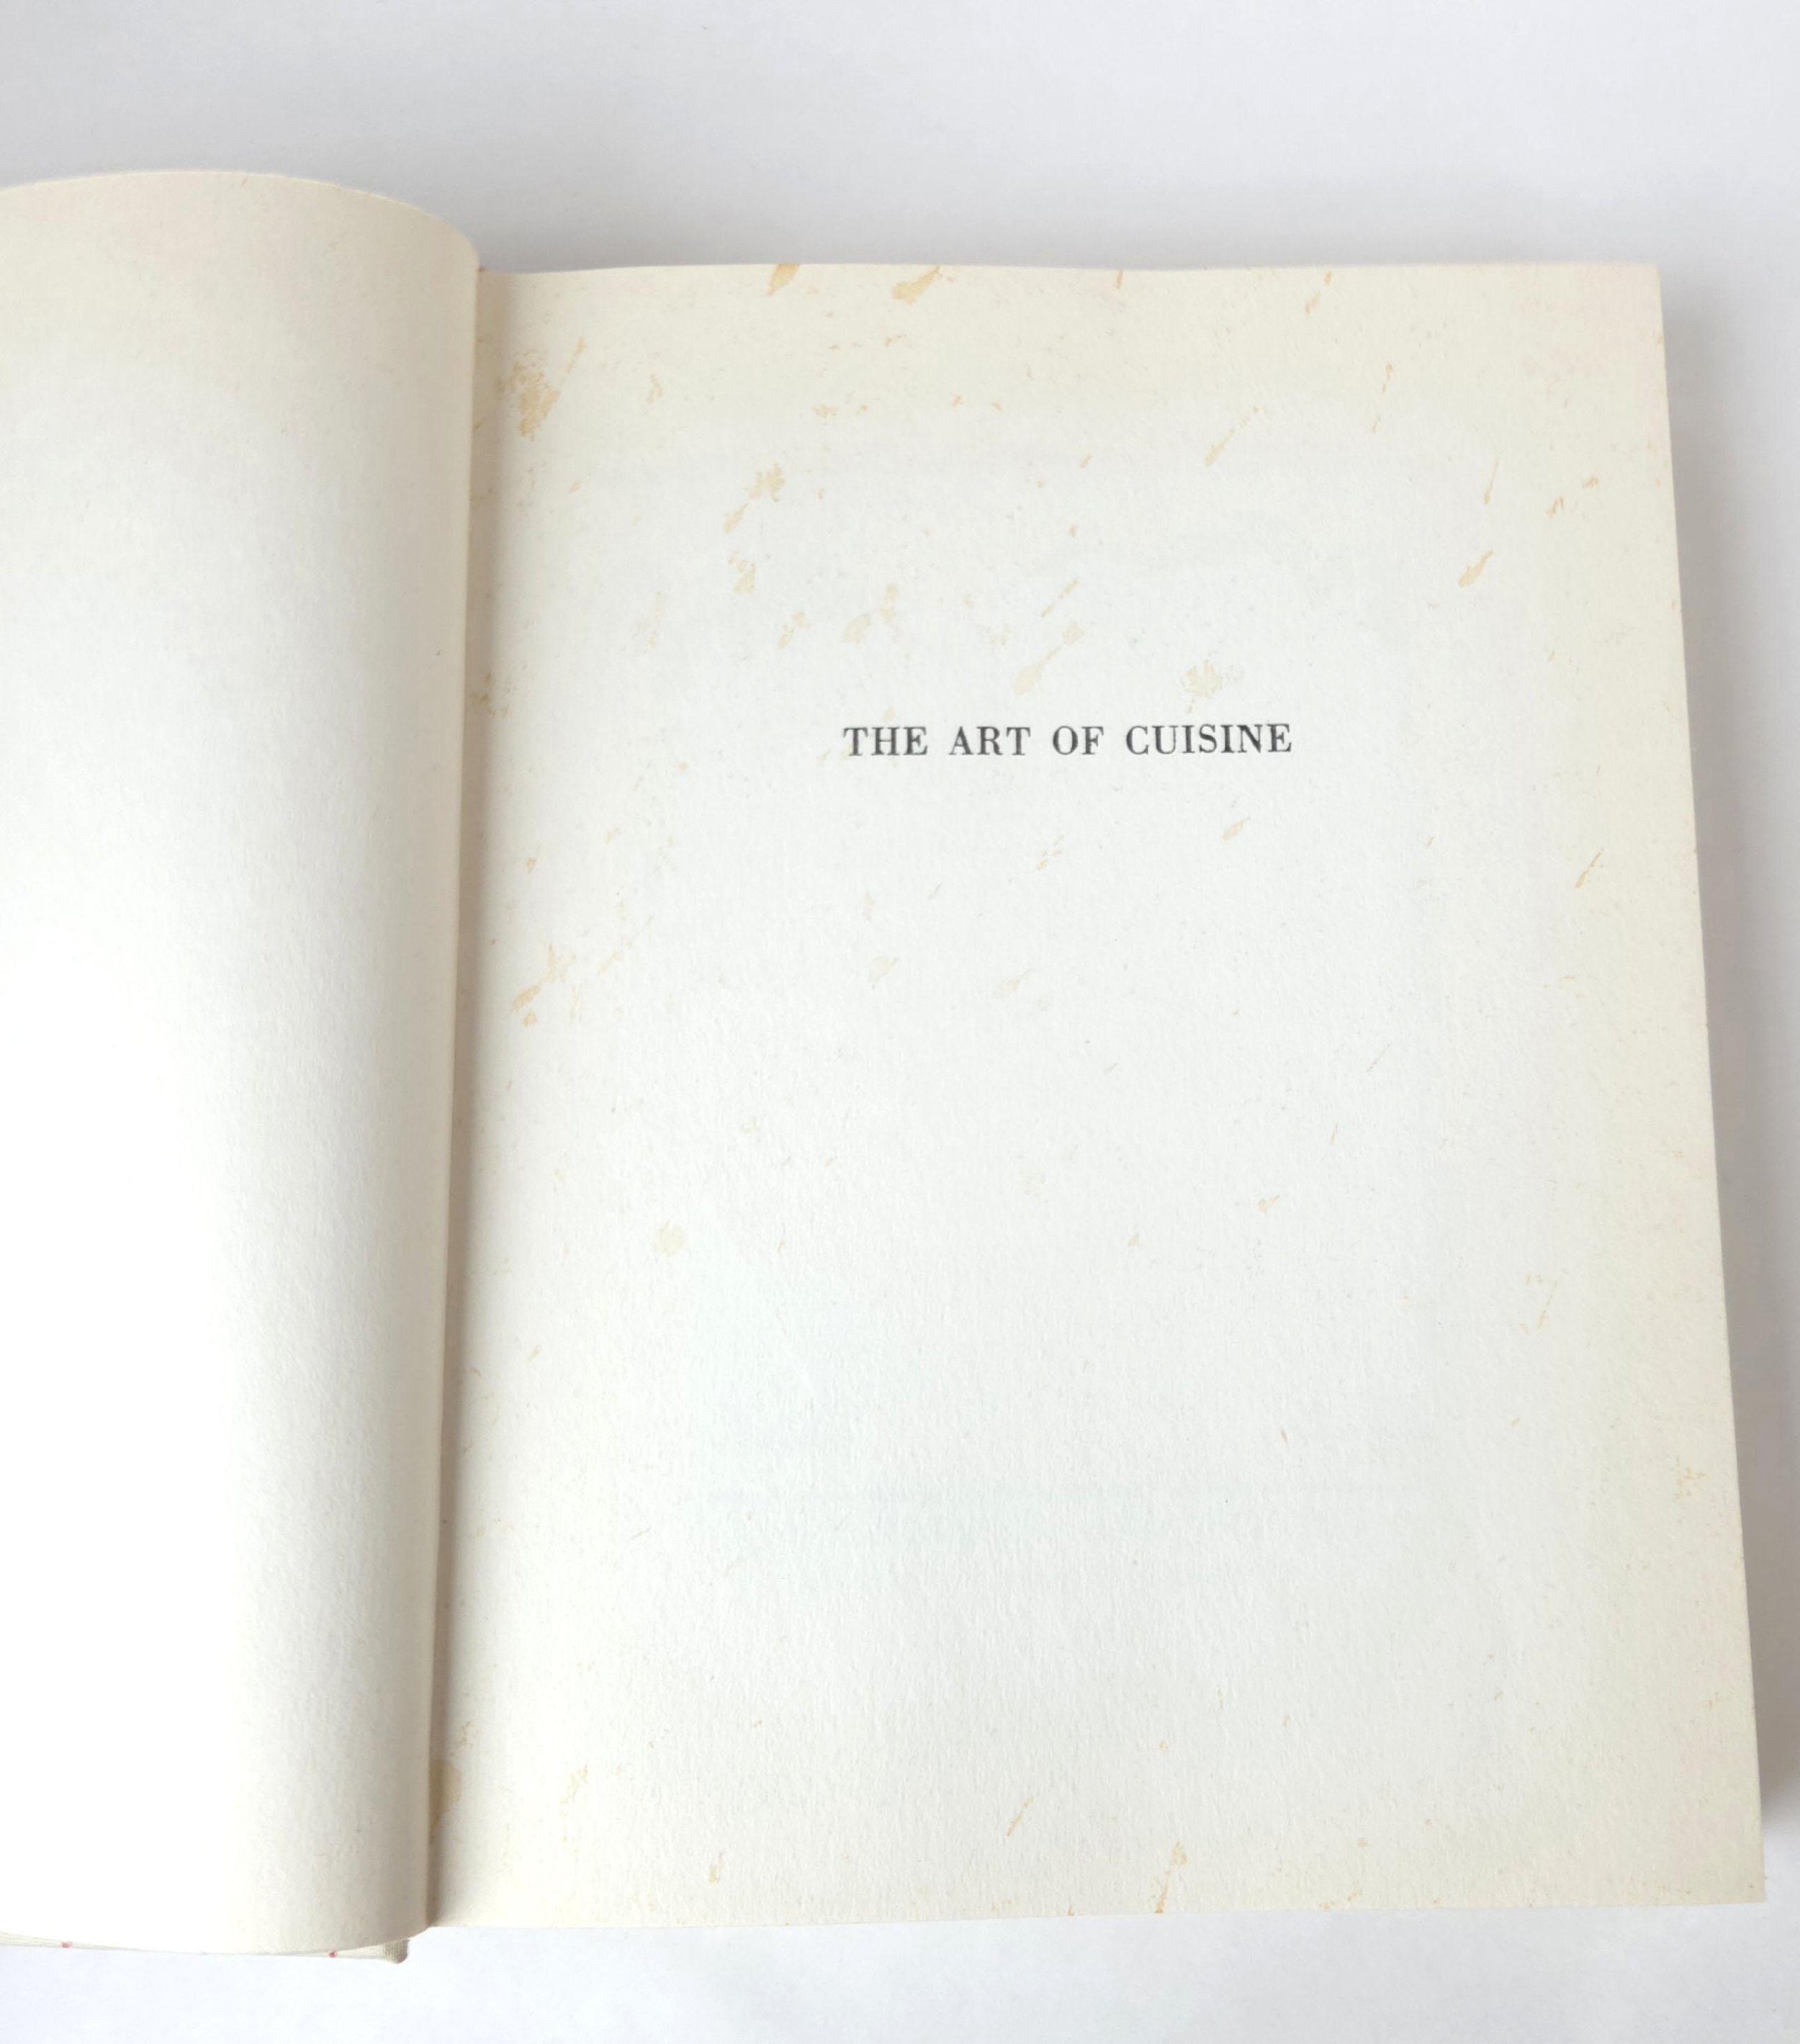 THE ART OF CUISINE